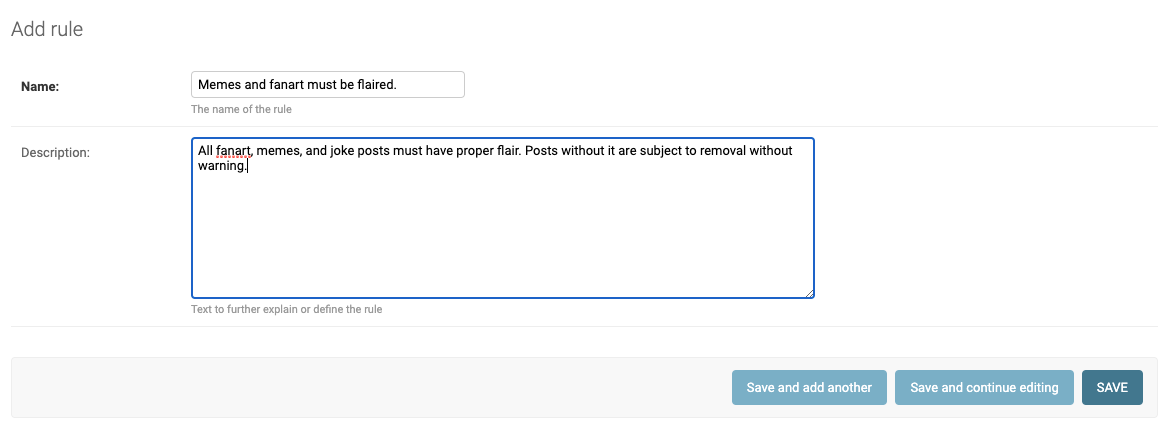 Add rule
Name:
Memes and fanart must be flaired.
The name of the rule
Description:
All fanart, memes, and joke posts must have proper flair. Posts without it are subject to removal without
warning.
Text to further explain or define the rule
Save and add another
Save and continue editing
SAVE